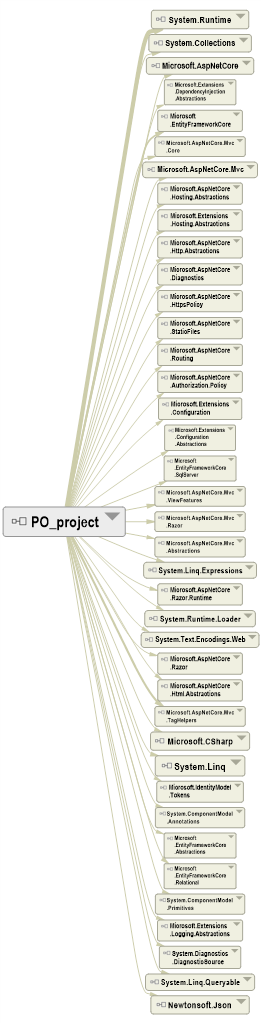 System.Runtime
System.Collections
Microsoft.AspNetCore
Microsoft.Extensions
.DependencyInjection
.Abstractions
Microsoft
.EntityFrameworkCore
Microsoft.AspNetCore.Mvc
.Core
Microsoft.AspNetCore.Mvc
Microsoft.AspNetCore
.Hosting.Abstractions
Microsoft.Extensions
.Hosting.Abstractions
Microsoft.AspNetCore
.Http.Abstractions
Microsoft.AspNetCore
.Diagnostics
Microsoft.AspNetCore
.HttpsPolicy
Microsoft.AspNetCore
.StaticFiles
Microsoft.AspNetCore
.Routing
Microsoft.AspNetCore
.Authorization.Policy
Microsoft.Extensions
.Configuration
Microsoft.Extensions
.Configuration
.Abstractions
Microsoft
.EntityFrameworkCore
.SqlServer
Microsoft.AspNetCore.Mvc
.ViewFeatures
PO_project
Microsoft.AspNetCore.Mvc
.Razor
Microsoft.AspNetCore.Mvc
.Abstractions
System.Linq.Expressions
Microsoft.AspNetCore
.Razor.Runtime
System.Runtime.Loader
System.Text.Encodings.Web
Microsoft.AspNetCore
.Razor
Microsoft.AspNetCore
.Html.Abstractions
Microsoft.AspNetCore.Mvc
.TagHelpers
Microsoft.CSharp
System.Linq
Microsoft.IdentityModel
.Tokens
System.ComponentModel
.Annotations
Microsoft
.EntityFrameworkCore
.Abstractions
Microsoft
.EntityFrameworkCore
.Relational
System.ComponentModel
.Primitives
Microsoft.Extensions
.Logging.Abstractions
System.Diagnostics
.DiagnosticSource
System.Linq.Queryable
Newtonsoft.Json